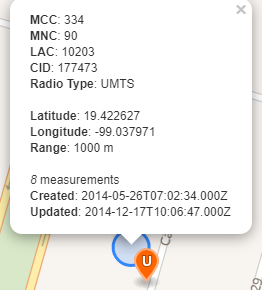 MCC: 334
MNC: 90
LAC: 10203
CID: 177473
Radio Type: UMTS
Latitude: 19.422627
Longitude: -99.037971
Range: 1000 m
8 measurements
Created: 2014-05-26T07:02:34.000Z
Updated: 2014-12-17T10:06:47.000Z
U
Ca
29